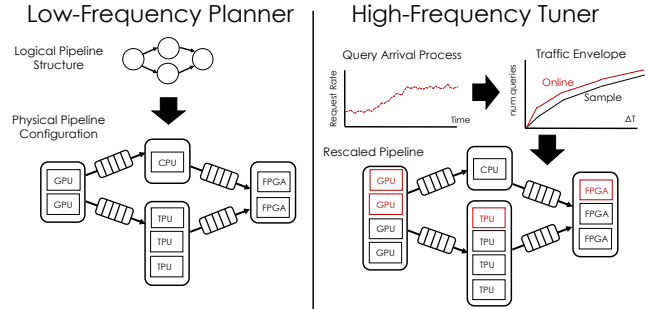 Low-Frequency Planner
Logical Pipeline
Structure
Physical Pipeline
Configuration
GPU
GPU
CPU
TPU
TPU
TPU
FPGA
FPGA
High-Frequency Tuner
Query Arrival Process
Request Rate
Time
Traffic Envelope
num queries
Online
Sample
ΔT
Rescaled Pipeline
GPU
GPU
GPU
GPU
CPU
TPU
TPU
TPU
TPU
FPGA
FPGA
FPGA